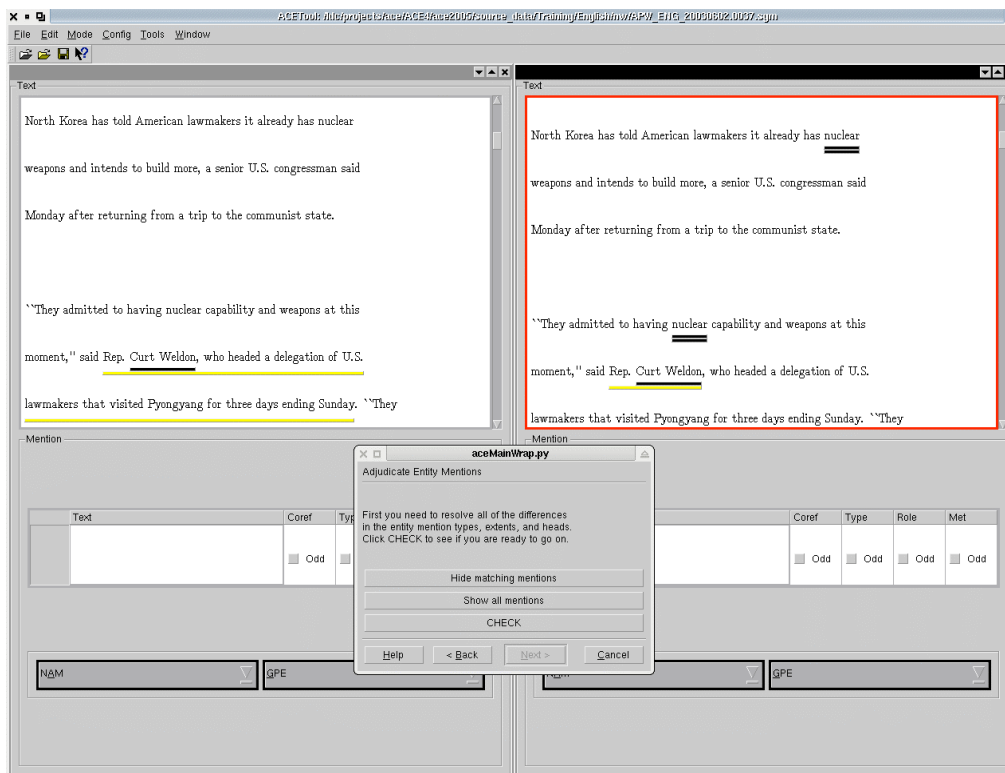 ACETook /ldc/projects/ace/ACE4/ace2005/source_data/Training/English/nw/APW_ENG_20030602.0037.sgm
File Edit Mode Config Tools Window
Text
North Korea has told American lawmakers it already has nuclear
weapons and intends to build more, a senior U.S. congressman said
Monday after returning from a trip to the communist state.
``They admitted to having nuclear capability and weapons at this
moment,'' said Rep. Curt Weldon, who headed a delegation of U.S.
lawmakers that visited Pyongyang for three days ending Sunday. ``They
Mention
Text Coref Typ
Odd
NAM GPE
Text
North Korea has told American lawmakers it already has nuclear
weapons and intends to build more, a senior U.S. congressman said
Monday after returning from a trip to the communist state.
``They admitted to having nuclear capability and weapons at this
moment,'' said Rep. Curt Weldon, who headed a delegation of U.S.
lawmakers that visited Pyongyang for three days ending Sunday. ``They
Mention
Coref Type Role Met
Odd Odd Odd Odd
NAM GPE
aceMainWrap.py
Adjudicate Entity Mentions
First you need to resolve all of the differences
in the entity mention types, extents, and heads.
Click CHECK to see if you are ready to go on.
Hide matching mentions
Show all mentions
CHECK
Help < Back Next > Cancel